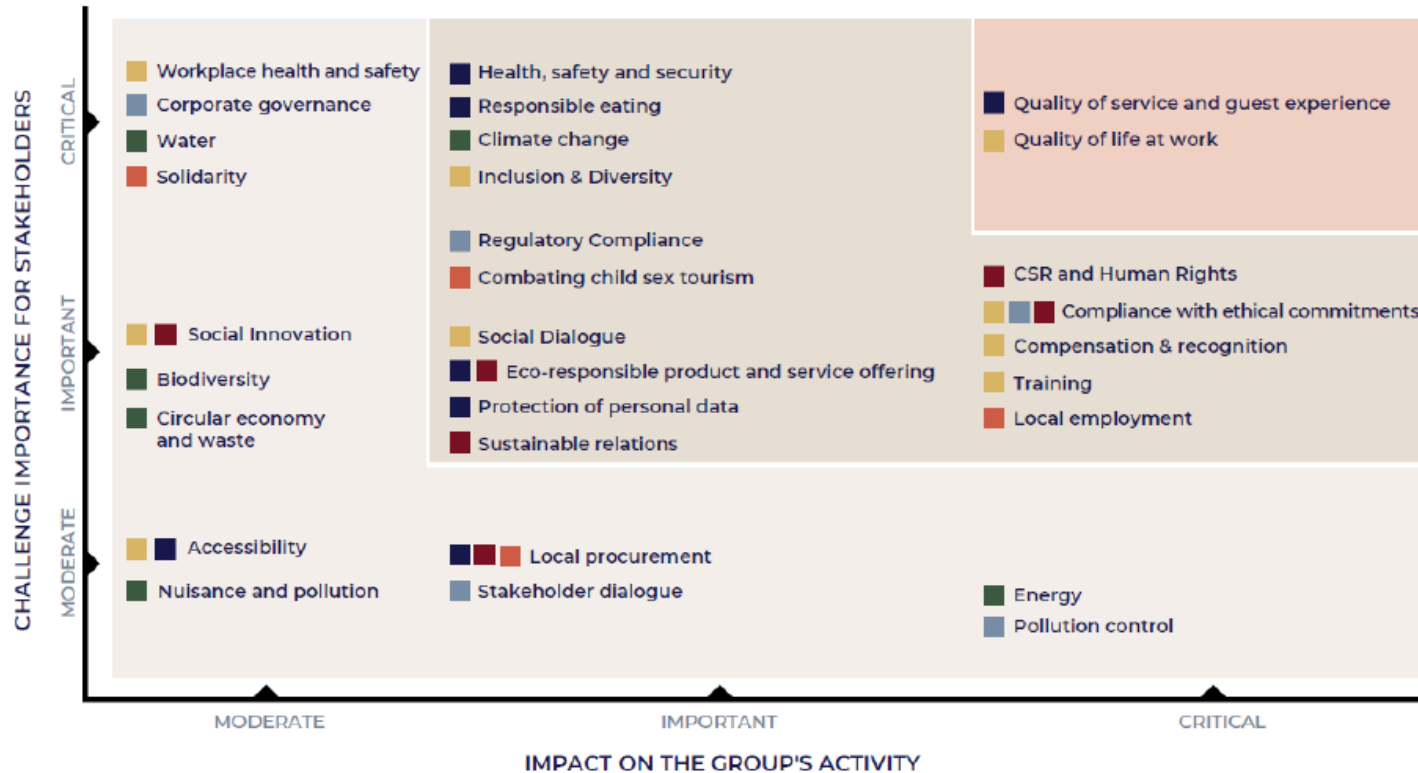 CHALLENGE IMPORTANCE FOR STAKEHOLDERS
CRITICAL
Workplace health and safety
Corporate governance
Water
Solidarity
Health, safety and security
Responsible eating
Climate change
Inclusion & Diversity
Quality of service and guest experience
Quality of life at work
IMPORTANT
Social Innovation
Biodiversity
Circular economy
and waste
Regulatory Compliance
Combating child sex tourism
Social Dialogue
Eco-responsible product and service offering
Protection of personal data
Sustainable relations
CSR and Human Rights
Compliance with ethical commitments
Compensation & recognition
Training
Local employment
MODERATE
Accessibility
Nuisance and pollution
Local procurement
Stakeholder dialogue
Energy
Pollution control
MODERATE
IMPORTANT
CRITICAL
IMPACT ON THE GROUP'S ACTIVITY